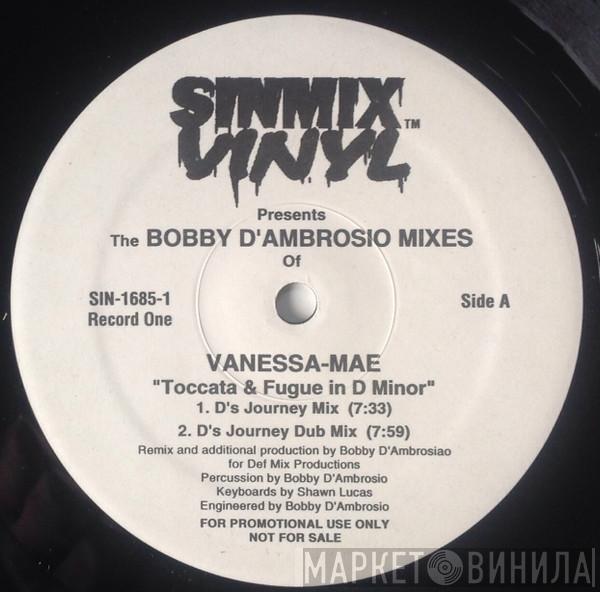 SINMIX™
VINYL
Presents
The BOBBY D'AMBROSIO MIXES
Of
SIN-1685-1
Record One
Side A
VANESSA-MAE
"Toccata & Fugue in D Minor"
1. D's Journey Mix (7:33)
2. D's Journey Dub Mix (7:59)
Remix and additional production by Bobby D'Ambrosiao
for Def Mix Productions
Percussion by Bobby D'Ambrosio
Keyboards by Shawn Lucas
Engineered by Bobby D'Ambrosio
FOR PROMOTIONAL USE ONLY
NOT FOR SALE
МАРКЕТ ВИНИЛА